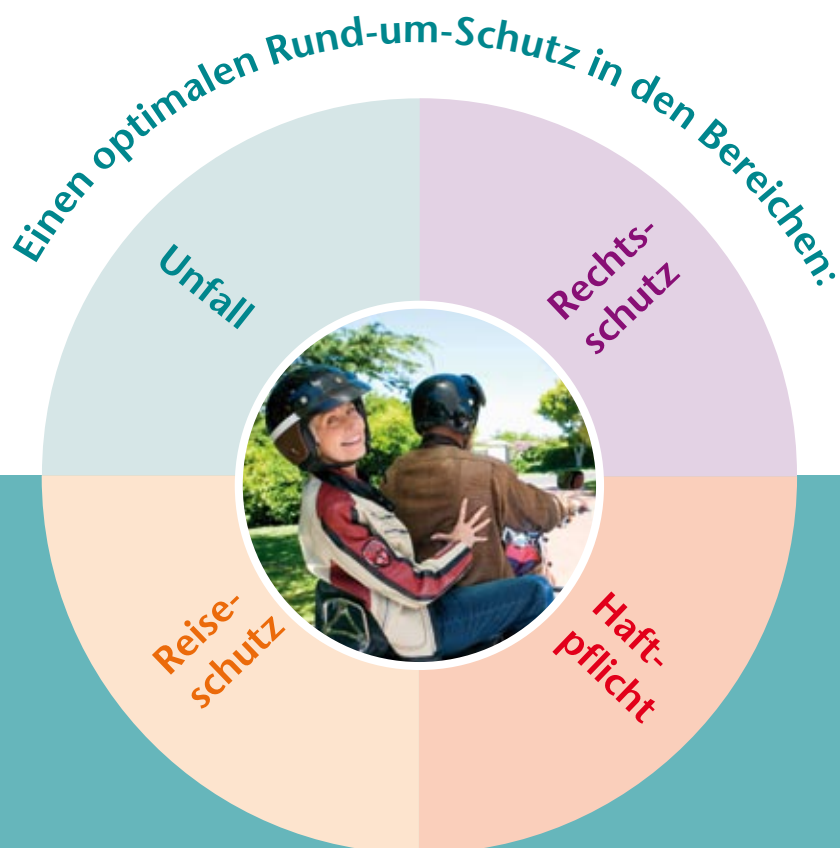 Einen optimalen Rund-um-Schutz in den Bereichen:
Unfall
Rechts-
schutz
Reise-
schutz
Haft-
pflicht